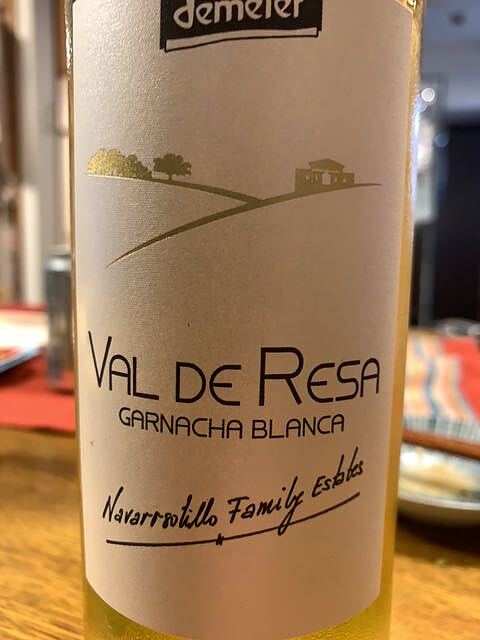 demeter
VAL DE RESA
GARNACHA BLANCA
Navarrsotillo Family Estates